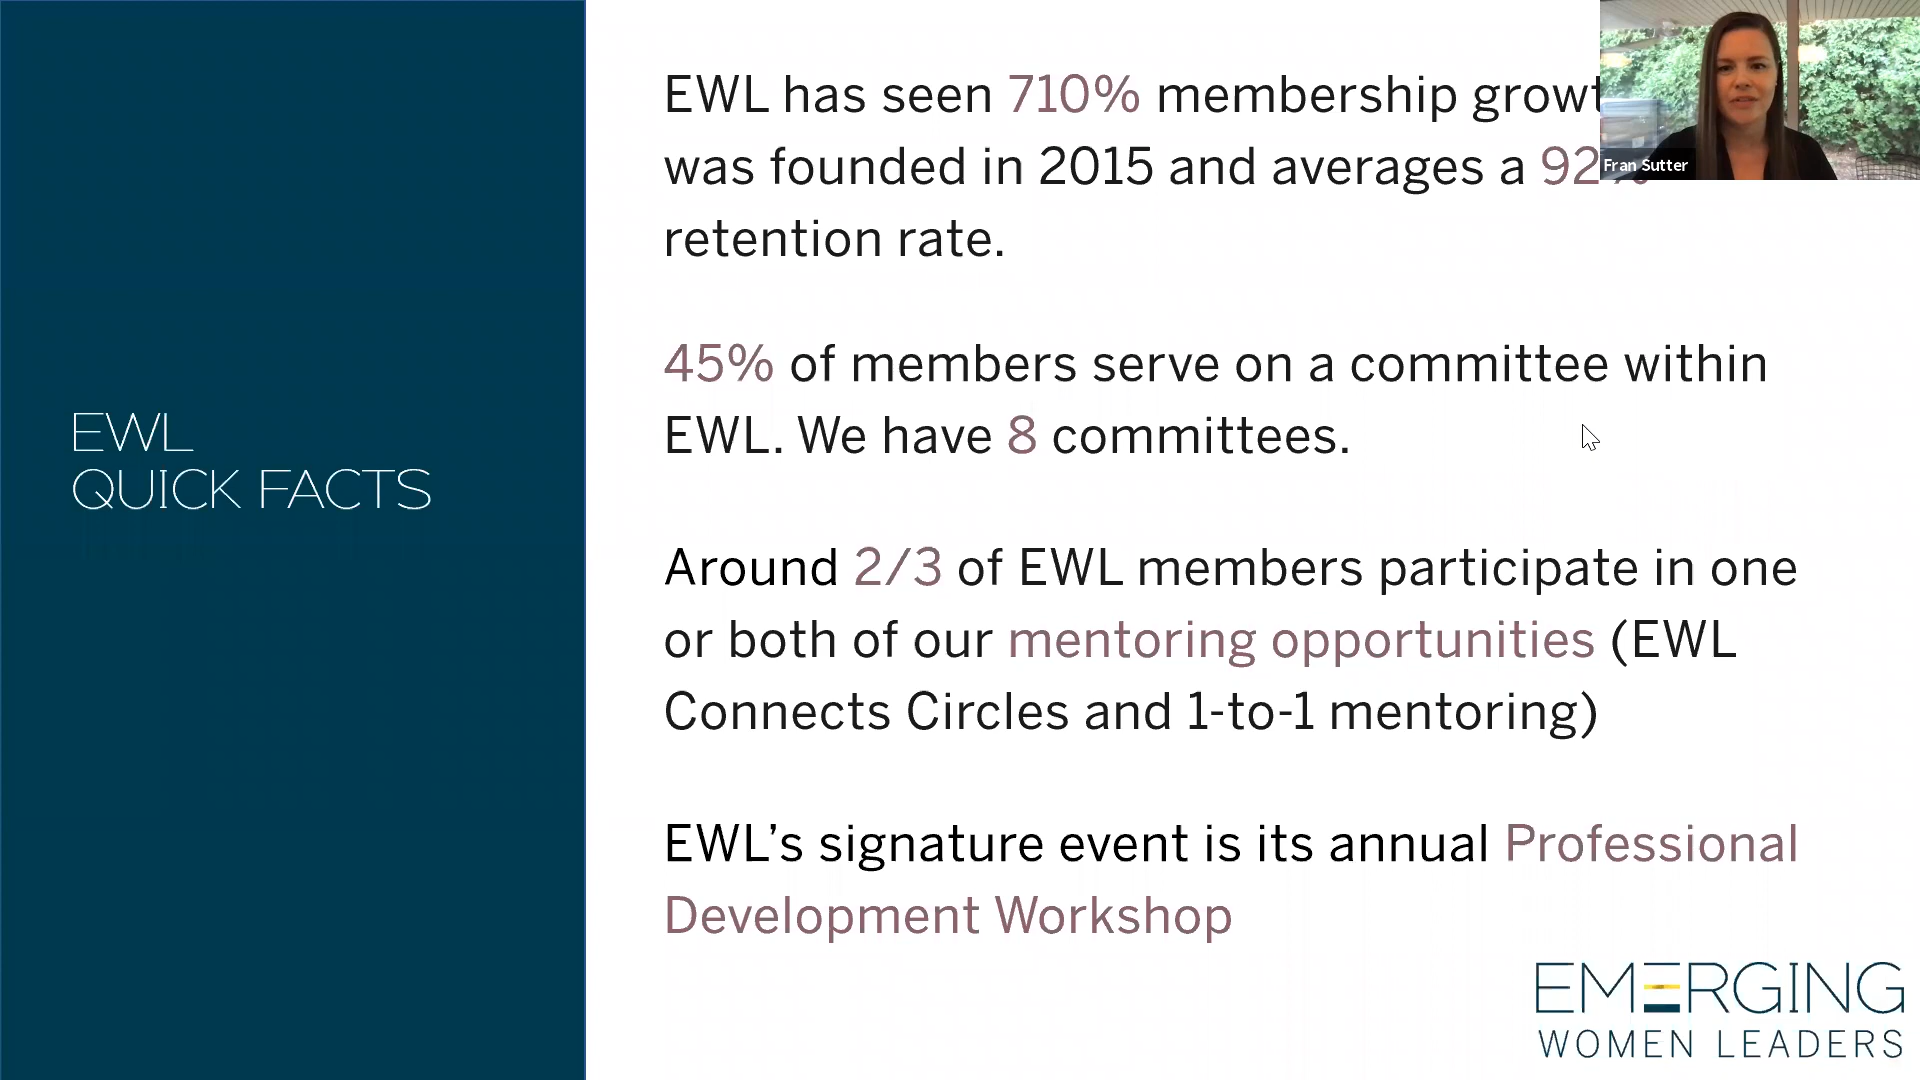 EWL
QUICK FACTS
EWL has seen 710% membership
was founded in 2015 and averages a
retention rate.
45% of members serve on a committee within
EWL. We have 8 committees.
Around 2/3 of EWL members participate in one
or both of our mentoring opportunities (EWL
Connects Circles and 1-to-1 mentoring)
EWL’s signature event is its annual Professional
Development Workshop
Fran Sutter
EMERGING
WOMEN LEADERS